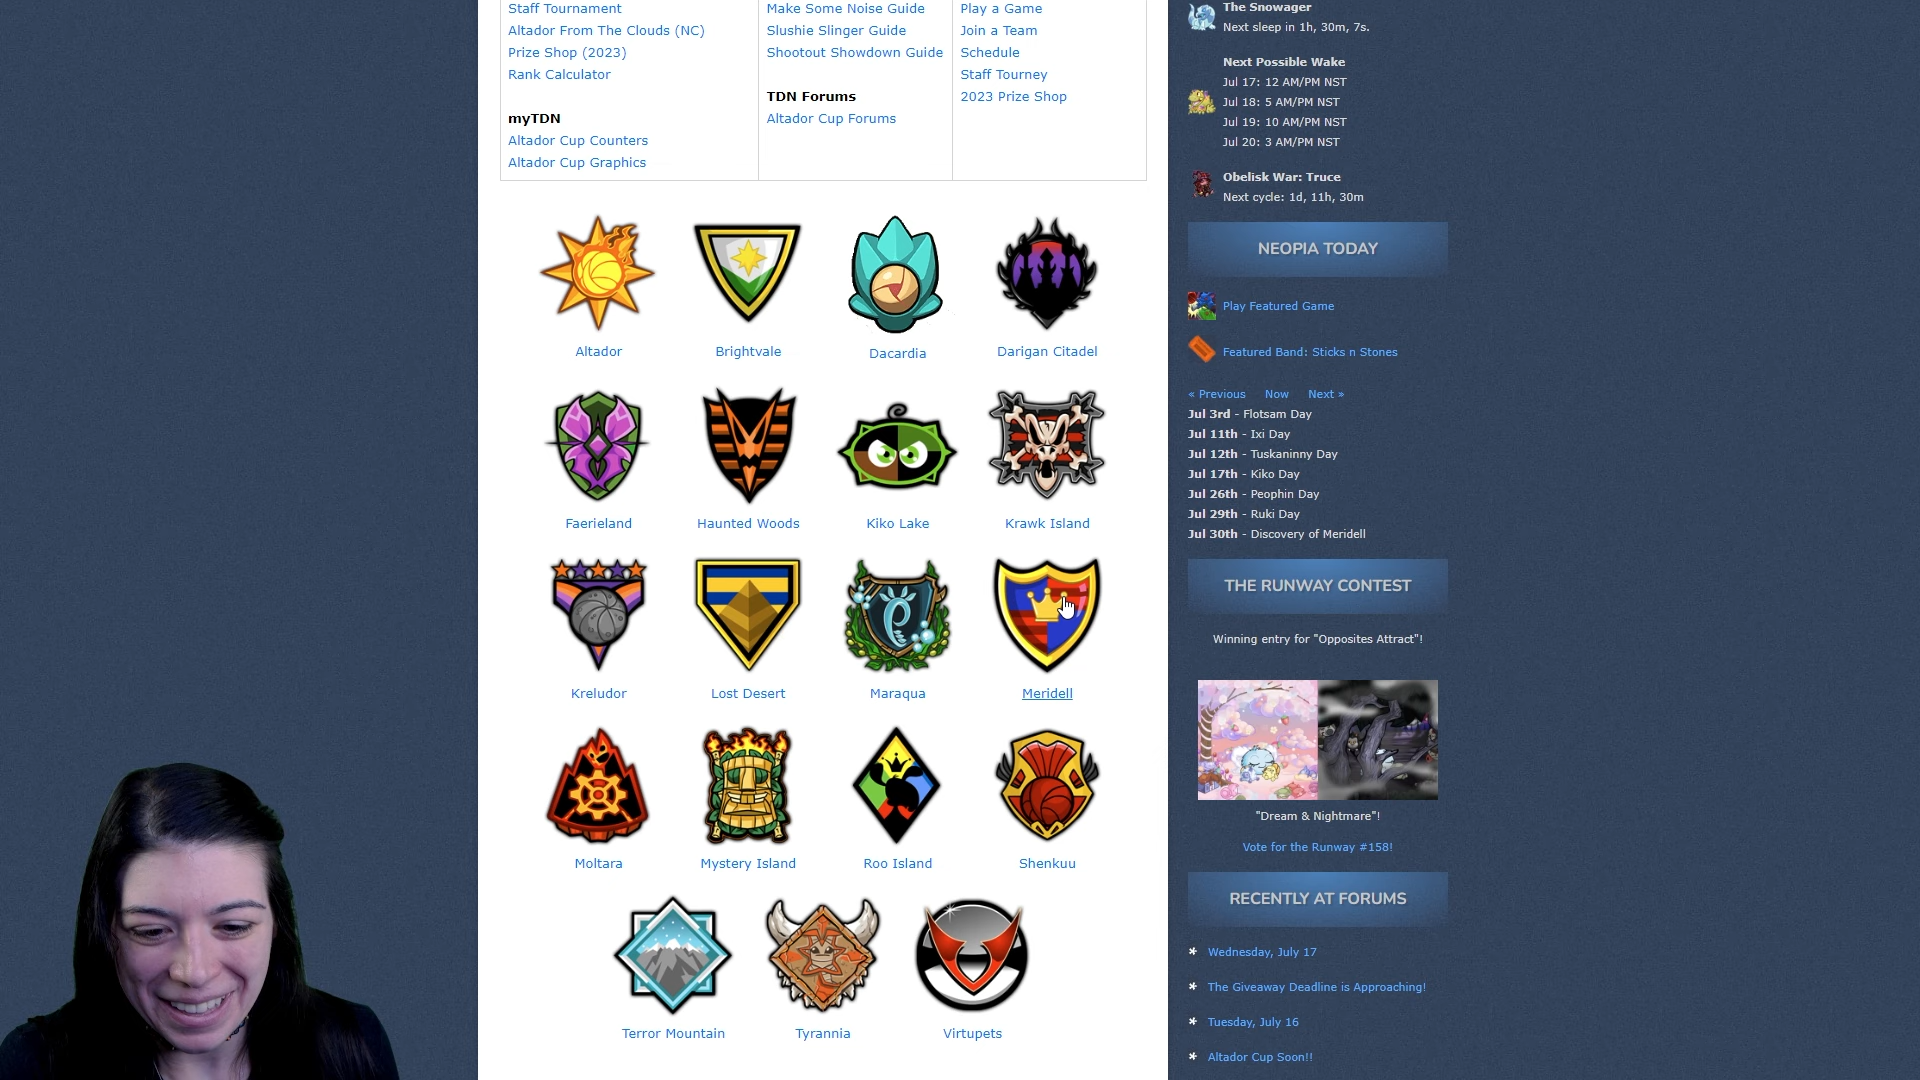 Staff Tournament
Altador From The Clouds (NC)
Prize Shop (2023)
Rank Calculator
myTDN
Altador Cup Counters
Altador Cup Graphics
Make Some Noise Guide
Slushie Slinger Guide
Shootout Showdown Guide
TDN Forums
Altador Cup Forums
Play a Game
Join a Team
Schedule
Staff Tourney
2023 Prize Shop
Altador
Brightvale
Dacardia
Darigan Citadel
Faerieland
Haunted Woods
Kiko Lake
Krawk Island
Kreludor
Lost Desert
Maraqua
Meridell
Moltara
Mystery Island
Roo Island
Shenkuu
Terror Mountain
Tyrannia
Virtupets
The Snowager
Next sleep in 1h, 30m, 7s.
Next Possible Wake
Jul 17: 12 AM/PM NST
Jul 18: 5 AM/PM NST
Jul 19: 10 AM/PM NST
Jul 20: 3 AM/PM NST
Obelisk War: Truce
Next cycle: 1d, 11h, 30m
NEOPIA TODAY
Play Featured Game
Featured Band: Sticks n Stones
« Previous Now Next »
Jul 3rd - Flotsam Day
Jul 11th - Ixi Day
Jul 12th - Tuskaninny Day
Jul 17th - Kiko Day
Jul 26th - Peophin Day
Jul 29th - Ruki Day
Jul 30th - Discovery of Meridell
THE RUNWAY CONTEST
Winning entry for "Opposites Attract"!
"Dream & Nightmare"!
Vote for the Runway #158!
RECENTLY AT FORUMS
* Wednesday, July 17
* The Giveaway Deadline is Approaching!
* Tuesday, July 16
* Altador Cup Soon!!